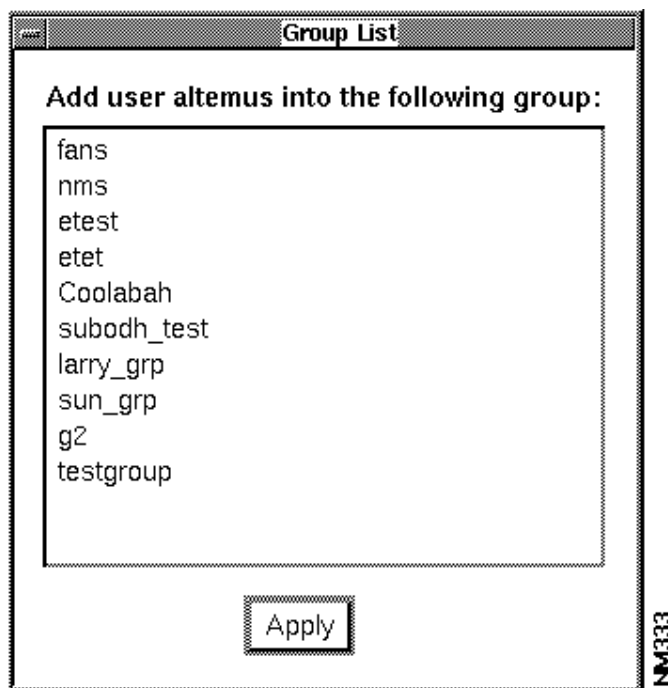 Group List
Add user altemus into the following group:
fans
nms
etest
etet
Coolabah
subodh_test
larry_grp
sun_grp
g2
testgroup
Apply
NM333